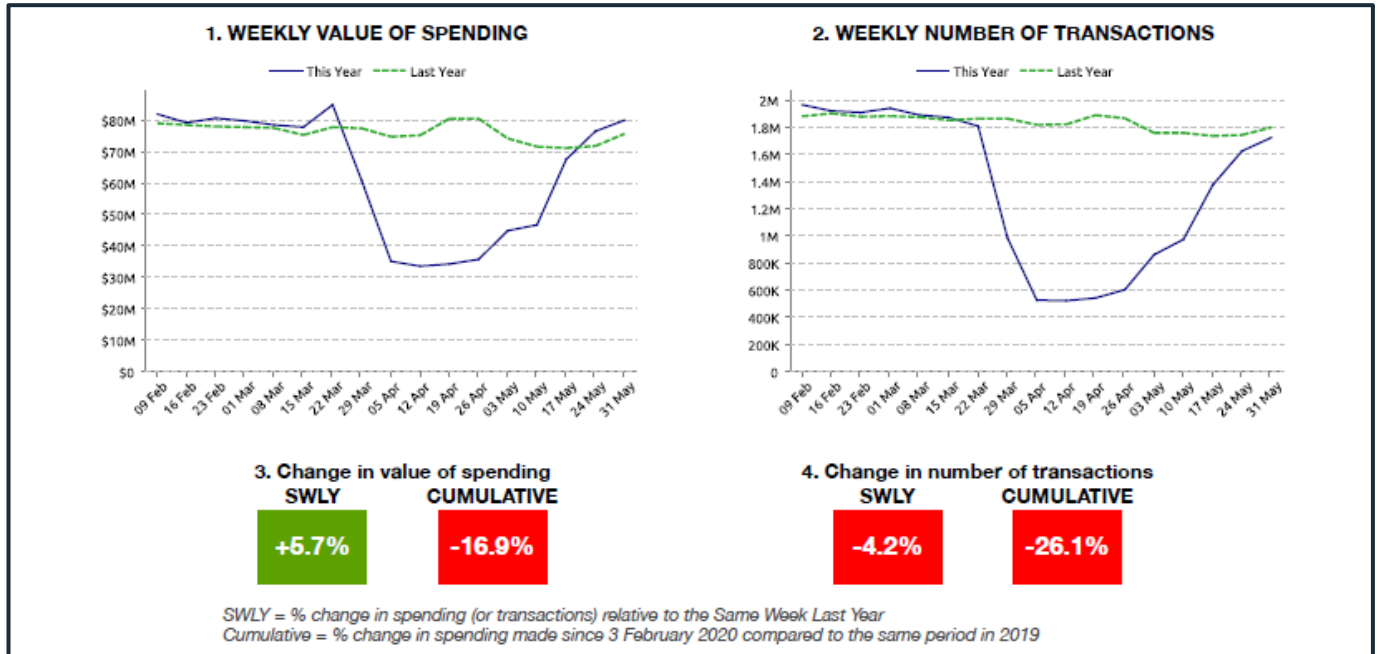 1. WEEKLY VALUE OF SPENDING
This Year Last Year
$80M
$70M
$60M
$50M
$40M
$30M
$20M
$10M
$0
09 Feb 16 Feb 23 Feb 01 Mar 08 Mar 15 Mar 22 Mar 29 Mar 05 Apr 12 Apr 19 Apr 26 Apr 03 May 10 May 17 May 24 May 31 May
2. WEEKLY NUMBER OF TRANSACTIONS
This Year Last Year
2M
1.8M
1.6M
1.4M
1.2M
1M
800K
600K
400K
200K
0
09 Feb 16 Feb 23 Feb 01 Mar 08 Mar 15 Mar 22 Mar 29 Mar 05 Apr 12 Apr 19 Apr 26 Apr 03 May 10 May 17 May 24 May 31 May
3. Change in value of spending
SWLY CUMULATIVE
+5.7% -16.9%
4. Change in number of transactions
SWLY CUMULATIVE
-4.2% -26.1%
SWLY = % change in spending (or transactions) relative to the Same Week Last Year
Cumulative = % change in spending made since 3 February 2020 compared to the same period in 2019